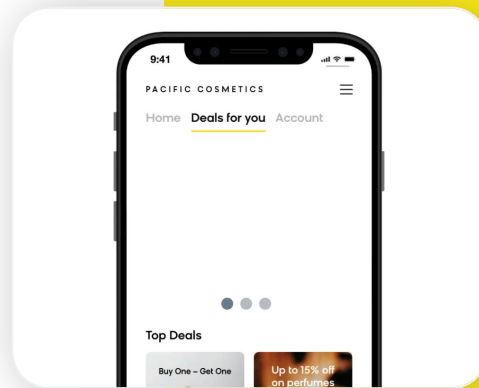 9:41
PACIFIC COSMETICS
Home Deals for you Account
Top Deals
Buy One – Get One
Up to 15% off
on perfumes